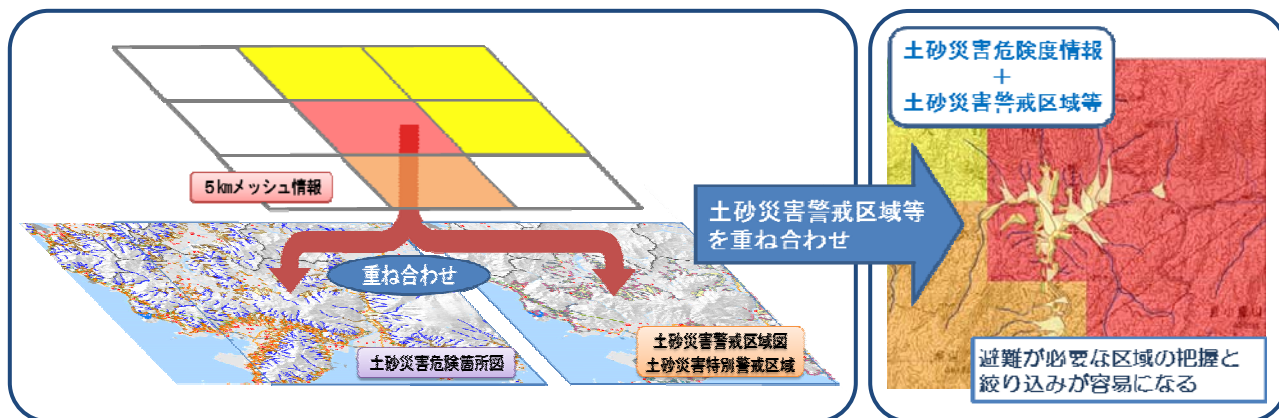 5kmメッシュ情報
重ね合わせ
土砂災害危険箇所図
土砂災害警戒区域図
土砂災害特別警戒区域
土砂災害警戒区域等
を重ね合わせ
土砂災害危険度情報
+
土砂災害警戒区域等
避難が必要な区域の把握と
絞り込みが容易になる